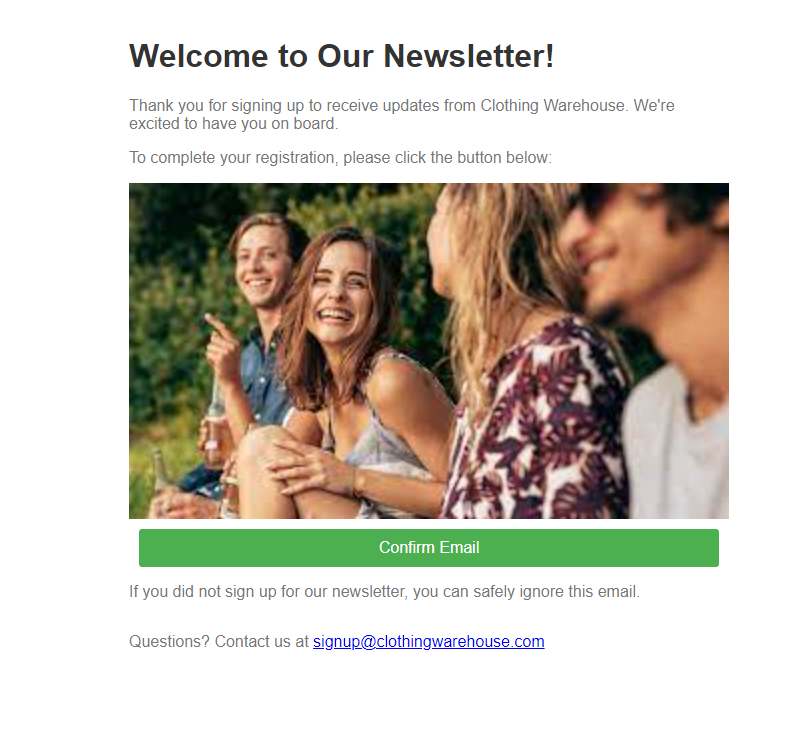 Welcome to Our Newsletter!
Thank you for signing up to receive updates from Clothing Warehouse. We're
excited to have you on board.
To complete your registration, please click the button below:
Confirm Email
If you did not sign up for our newsletter, you can safely ignore this email.
Questions? Contact us at signup@clothingwarehouse.com